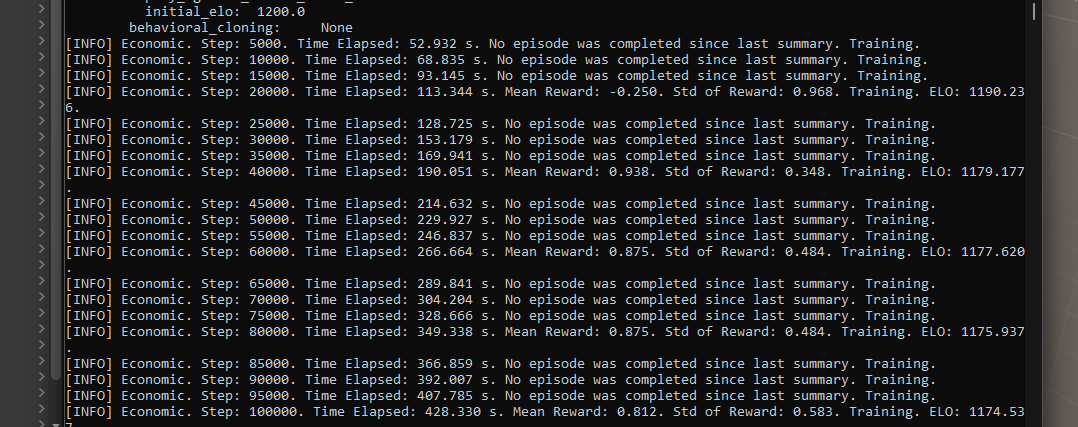 initial_elo: 1200.0
behavioral_cloning: None
[INFO] Economic. Step: 5000. Time Elapsed: 52.932 s. No episode was completed since last summary. Training.
[INFO] Economic. Step: 10000. Time Elapsed: 68.835 s. No episode was completed since last summary. Training.
[INFO] Economic. Step: 15000. Time Elapsed: 93.145 s. No episode was completed since last summary. Training.
[INFO] Economic. Step: 20000. Time Elapsed: 113.344 s. Mean Reward: -0.250. Std of Reward: 0.968. Training. ELO: 1190.23
6.
[INFO] Economic. Step: 25000. Time Elapsed: 128.725 s. No episode was completed since last summary. Training.
[INFO] Economic. Step: 30000. Time Elapsed: 153.179 s. No episode was completed since last summary. Training.
[INFO] Economic. Step: 35000. Time Elapsed: 169.941 s. No episode was completed since last summary. Training.
[INFO] Economic. Step: 40000. Time Elapsed: 190.051 s. Mean Reward: 0.938. Std of Reward: 0.348. Training. ELO: 1179.177
.
[INFO] Economic. Step: 45000. Time Elapsed: 214.632 s. No episode was completed since last summary. Training.
[INFO] Economic. Step: 50000. Time Elapsed: 229.927 s. No episode was completed since last summary. Training.
[INFO] Economic. Step: 55000. Time Elapsed: 246.837 s. No episode was completed since last summary. Training.
[INFO] Economic. Step: 60000. Time Elapsed: 266.664 s. Mean Reward: 0.875. Std of Reward: 0.484. Training. ELO: 1177.620
.
[INFO] Economic. Step: 65000. Time Elapsed: 289.841 s. No episode was completed since last summary. Training.
[INFO] Economic. Step: 70000. Time Elapsed: 304.204 s. No episode was completed since last summary. Training.
[INFO] Economic. Step: 75000. Time Elapsed: 328.666 s. No episode was completed since last summary. Training.
[INFO] Economic. Step: 80000. Time Elapsed: 349.338 s. Mean Reward: 0.875. Std of Reward: 0.484. Training. ELO: 1175.937
.
[INFO] Economic. Step: 85000. Time Elapsed: 366.859 s. No episode was completed since last summary. Training.
[INFO] Economic. Step: 90000. Time Elapsed: 392.007 s. No episode was completed since last summary. Training.
[INFO] Economic. Step: 95000. Time Elapsed: 407.785 s. No episode was completed since last summary. Training.
[INFO] Economic. Step: 100000. Time Elapsed: 428.330 s. Mean Reward: 0.812. Std of Reward: 0.583. Training. ELO: 1174.53